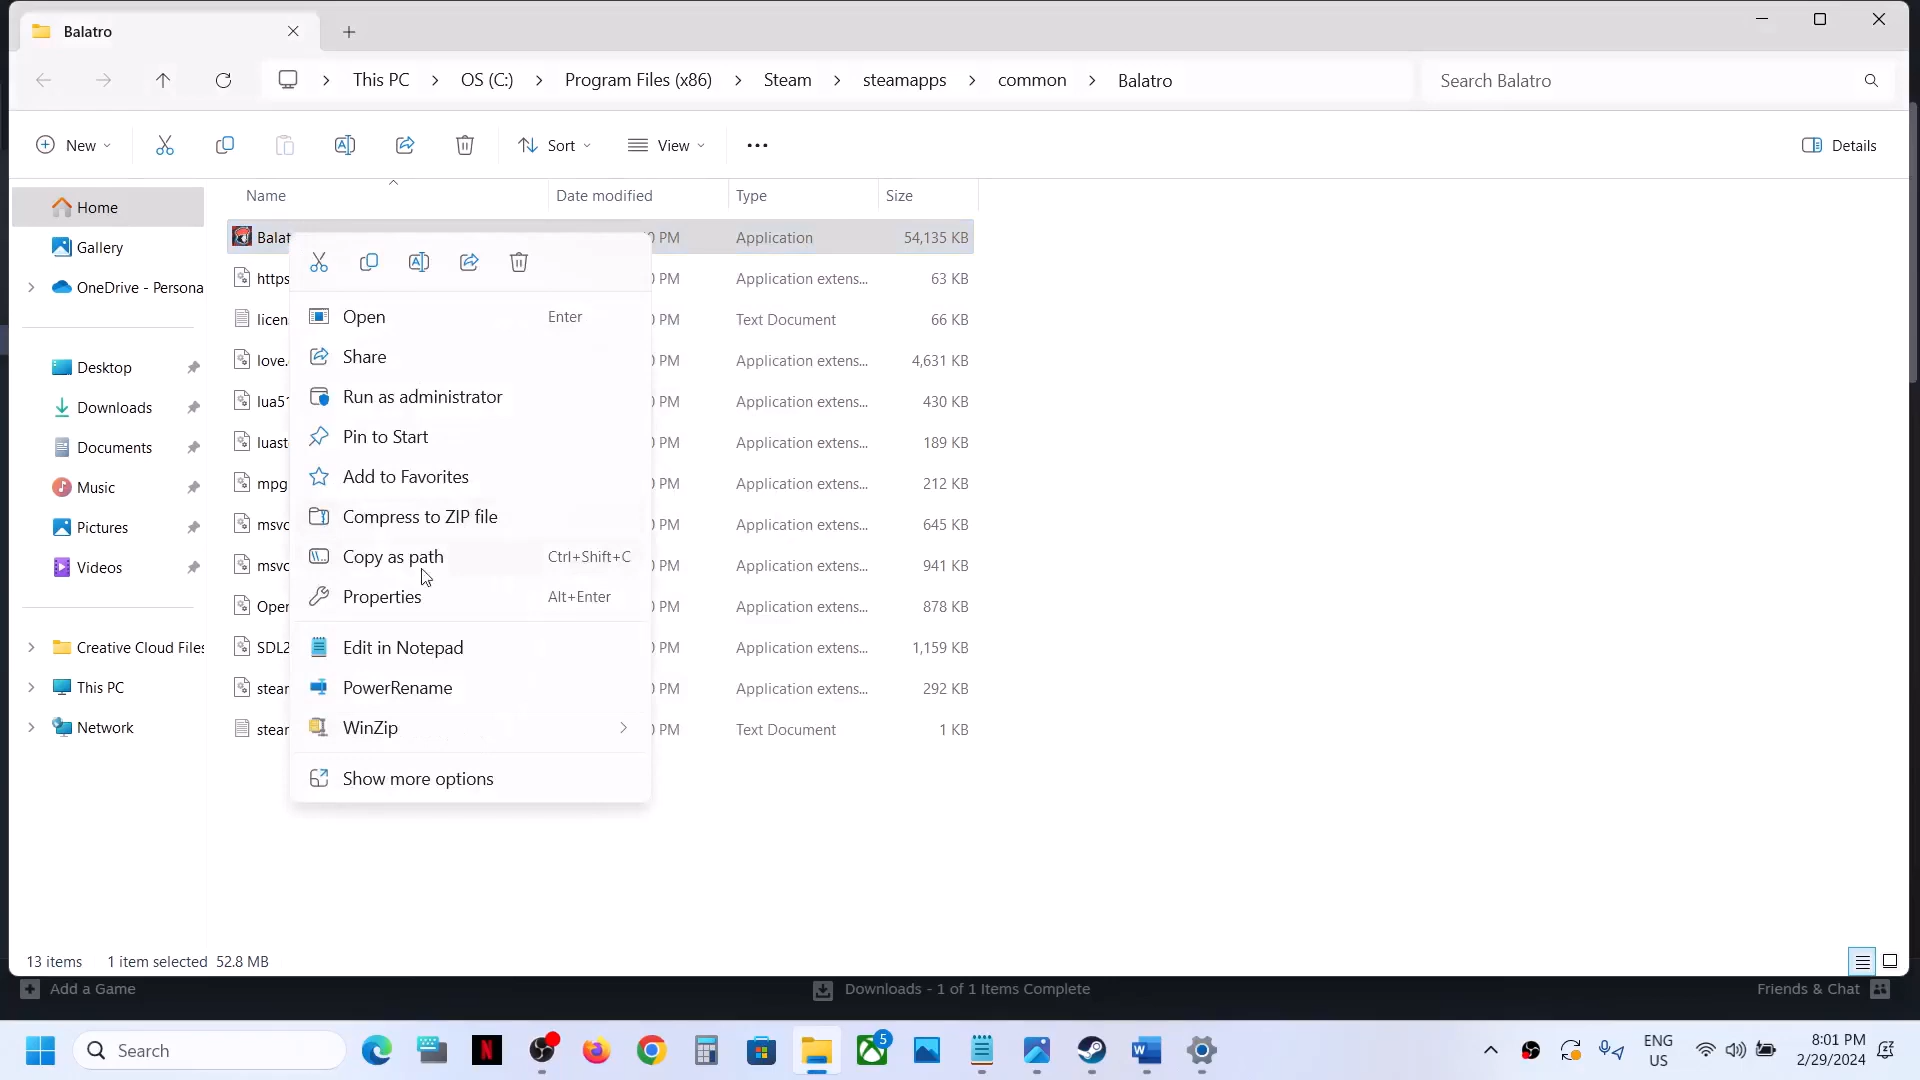 Balatro
This PC > OS (C:) > Program Files (x86) > Steam > steamapps > common > Balatro
Search Balatro
New
Sort
View
Details
Name
Date modified
Type
Size
Home
Gallery
OneDrive - Persona
Desktop
Downloads
Documents
Music
Pictures
Videos
Creative Cloud Files
This PC
Network
Balat
PM Application 54,135 KB
https
PM Application extens... 63 KB
licen
PM Text Document 66 KB
love.
PM Application extens... 4,631 KB
lua51
PM Application extens... 430 KB
luast
PM Application extens... 189 KB
mpg
PM Application extens... 212 KB
msvc
PM Application extens... 645 KB
msvc
PM Application extens... 941 KB
Open
PM Application extens... 878 KB
SDL2
PM Application extens... 1,159 KB
stear
PM Application extens... 292 KB
stear
PM Text Document 1 KB
Open Enter
Share
Run as administrator
Pin to Start
Add to Favorites
Compress to ZIP file
Copy as path Ctrl+Shift+C
Properties Alt+Enter
Edit in Notepad
PowerRename
WinZip
Show more options
13 items 1 item selected 52.8 MB
Add a Game
Downloads - 1 of 1 Items Complete
Friends & Chat
Search
N
5
W
ENG
US
8:01 PM
2/29/2024